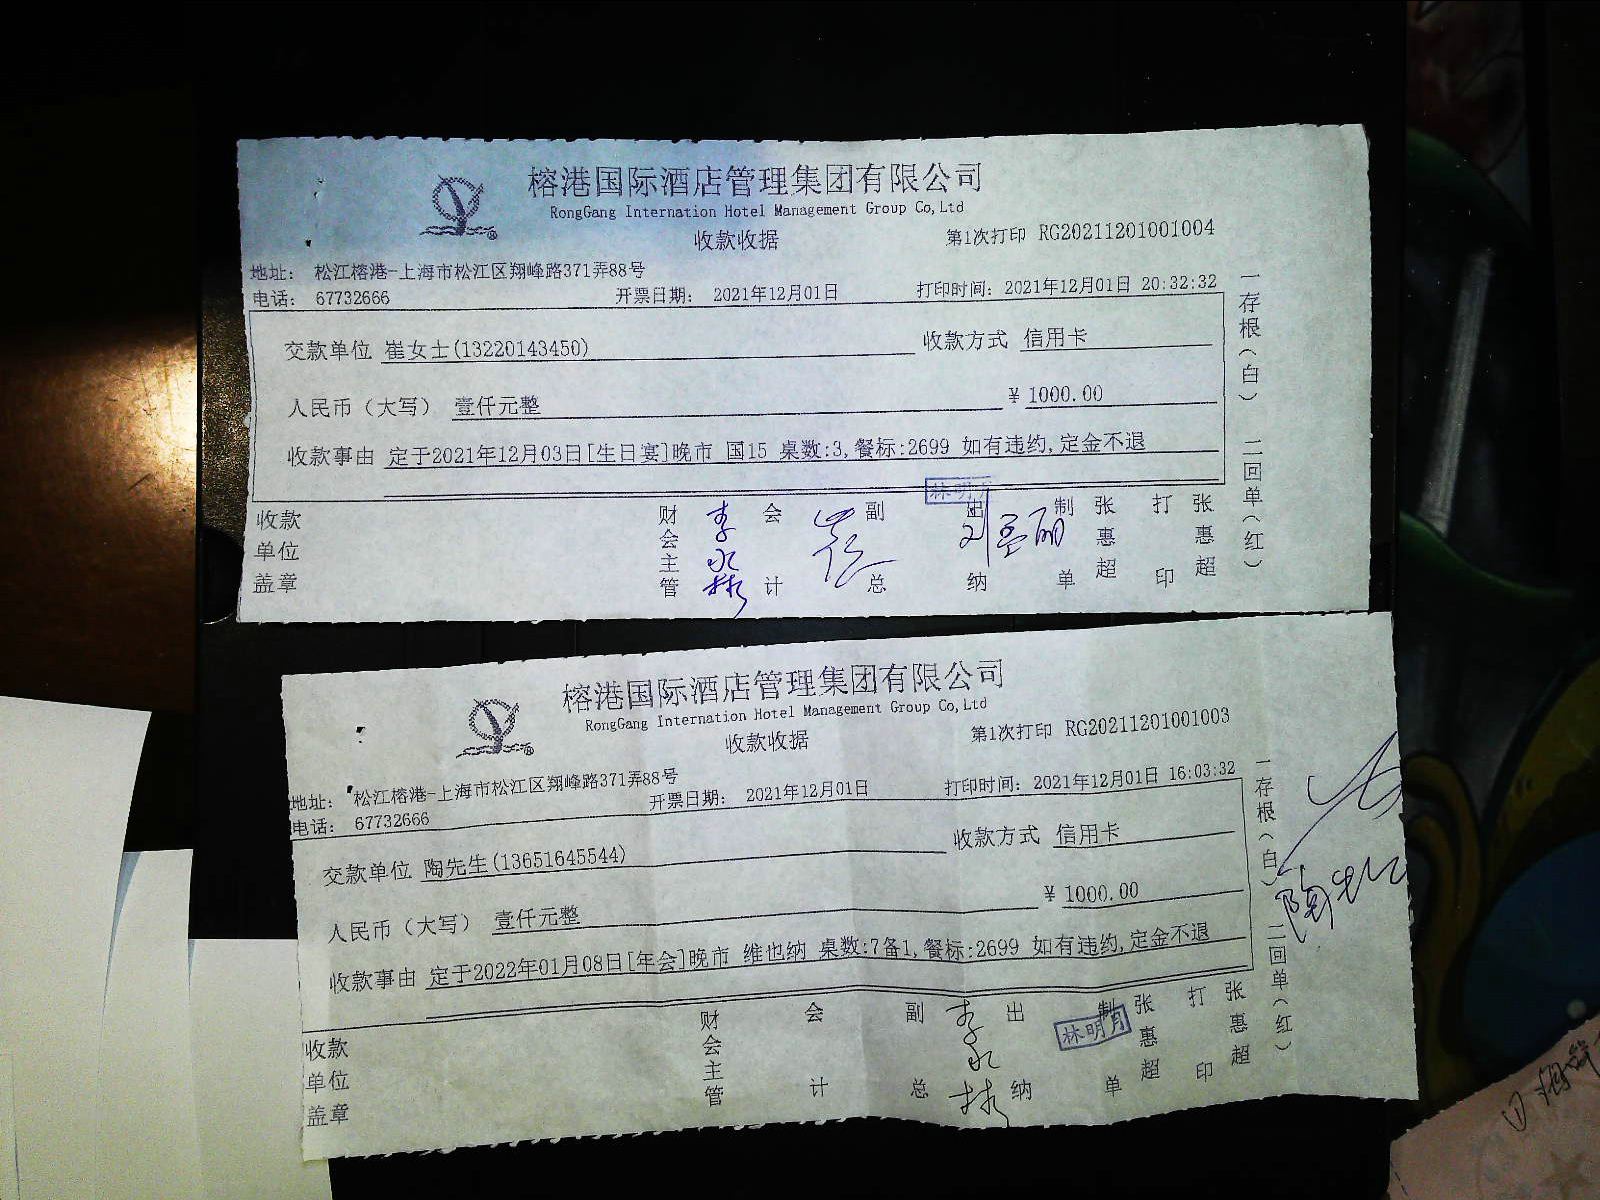 榕港国际酒店管理集团有限公司
RongGang Internation Hotel Management Group Co,Ltd
收款收据
第1次打印 RG20211201001004
地址: 松江榕港-上海市松江区翔峰路371弄88号
电话: 67732666
开票日期: 2021年12月01日
打印时间: 2021年12月01日 20:32:32
交款单位 崔女士(13220143450)
收款方式 信用卡
人民币（大写） 壹仟元整
¥ 1000.00
收款事由 定于2021年12月03日[生日宴]晚市 国15 桌数:3,餐标:2699 如有违约,定金不退
收款单位盖章
财会主管 李永彬
会计
副总
林明月
出纳
制单 张惠超
打印 张惠超
一存根(白) 二回单(红)
榕港国际酒店管理集团有限公司
RongGang Internation Hotel Management Group Co,Ltd
收款收据
第1次打印 RG20211201001003
地址: 松江榕港-上海市松江区翔峰路371弄88号
电话: 67732666
开票日期: 2021年12月01日
打印时间: 2021年12月01日 16:03:32
交款单位 陶先生(13651645544)
收款方式 信用卡
人民币（大写） 壹仟元整
¥ 1000.00
收款事由 定于2022年01月08日[年会]晚市 维也纳 桌数:7备1,餐标:2699 如有违约,定金不退
收款单位盖章
财会主管
会计
副总 李永彬
出纳
林明月
制单 张惠超
打印 张惠超
一存根(白) 二回单(红)